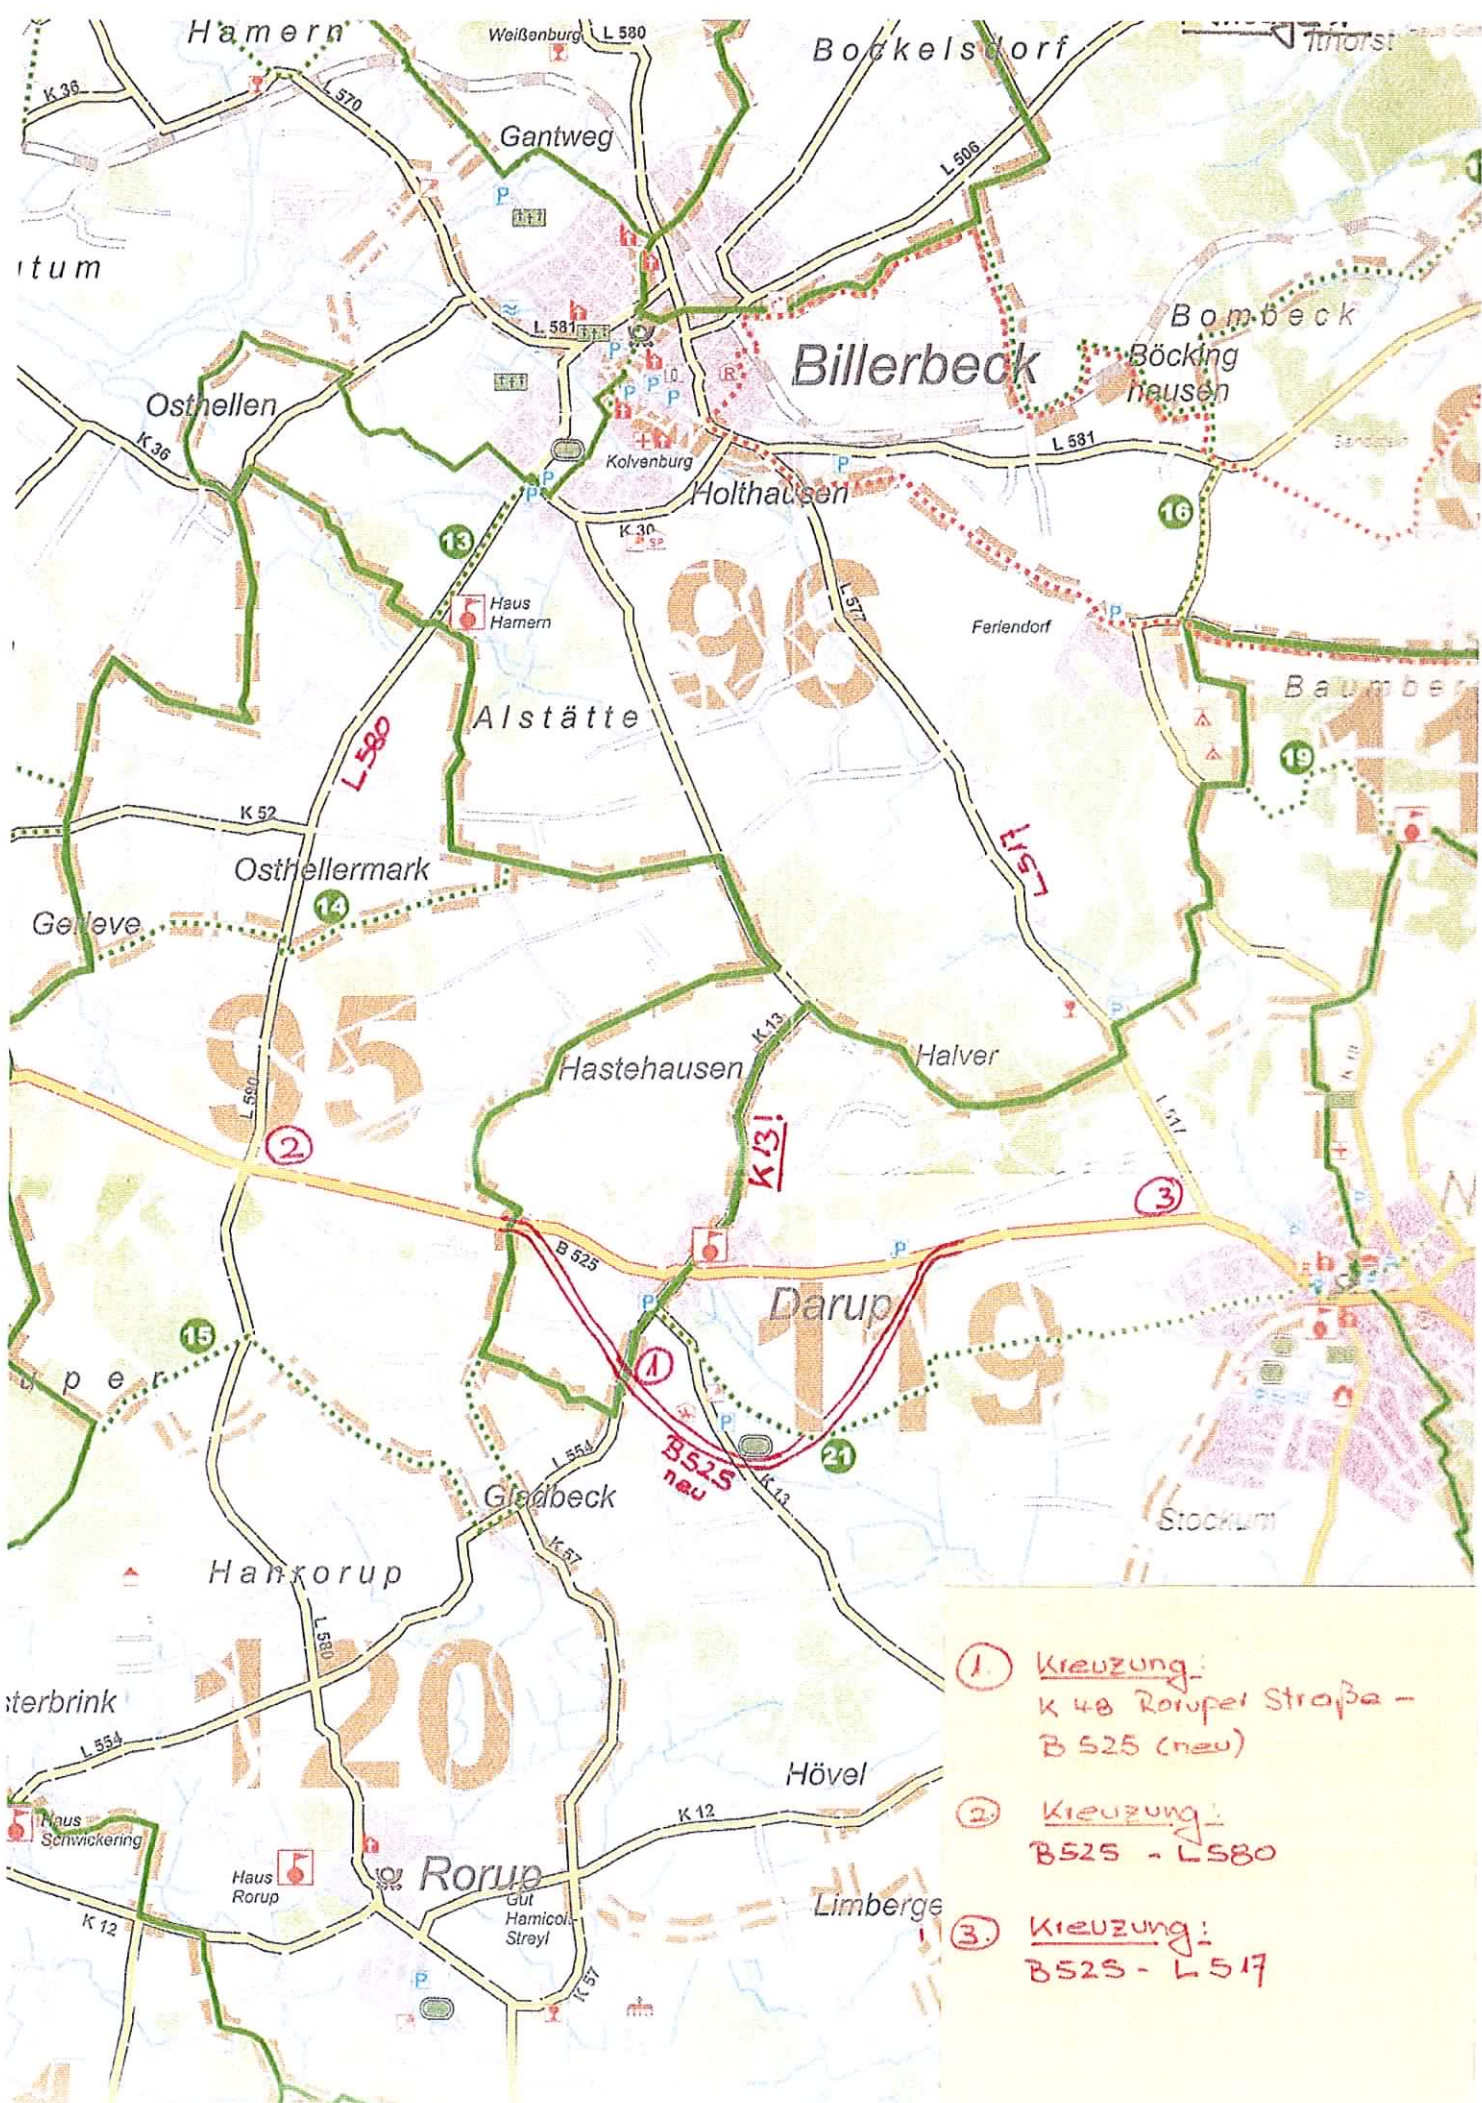 Hamern
Weißenburg
L 580
Bockelsdorf
K 36
L 570
Gantweg
L 506
Bombeck
L 581
Billerbeck
Böcking
hausen
Osthellen
K 36
Kolvenburg
L 581
Holthausen
K 30
16
13
96
L 577
Haus
Hamern
Feriendorf
Alstätte
L580
19
11
K 52
Osthellermark
L517
14
Gerleve
95
K 13
Hastehausen
Halver
L 580
K 13!
L 517
2
3
B 525
Darup
119
15
1
B525
neu
21
L 554
K 13
Gladbeck
Stockum
K 57
Hanrorup
L 580
120
L 554
Hövel
K 12
Haus
Schwickering
Haus
Rorup
Rorup
Gut
Hamicolt
Streyl
K 12
K 57
1. Kreuzung:
K 48 Roruper Straße -
B 525 (neu)
2. Kreuzung:
B525 - L580
3. Kreuzung:
B525 - L517